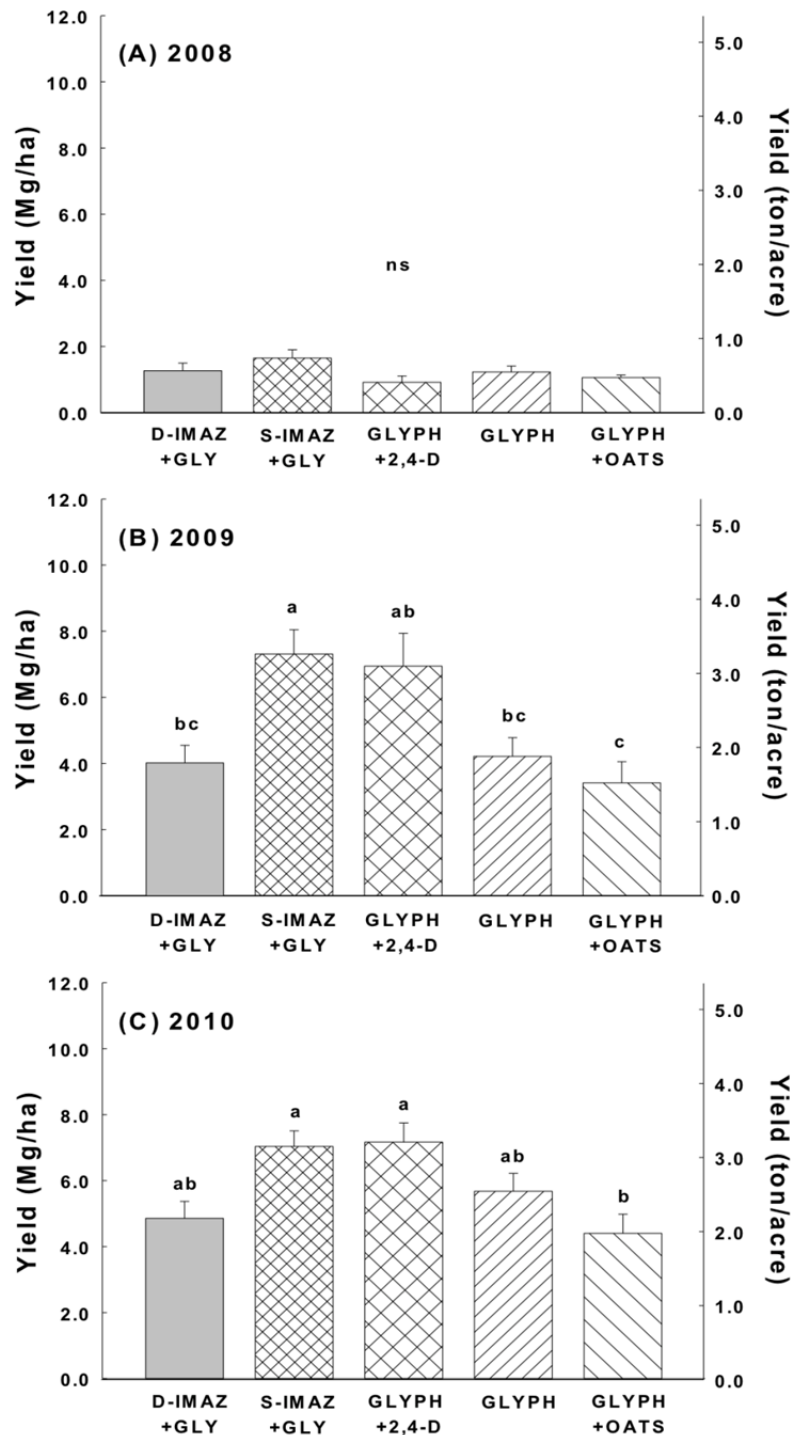 (A) 2008
Yield (Mg/ha)
12.0
10.0
8.0
6.0
4.0
2.0
0.0
ns
Yield (ton/acre)
5.0
4.0
3.0
2.0
1.0
0.0
D-IMAZ S-IMAZ GLYPH GLYPH GLYPH
+GLY +GLY +2,4-D +OATS
(B) 2009
Yield (Mg/ha)
12.0
10.0
8.0
6.0
4.0
2.0
0.0
bc a ab bc c
Yield (ton/acre)
5.0
4.0
3.0
2.0
1.0
0.0
D-IMAZ S-IMAZ GLYPH GLYPH GLYPH
+GLY +GLY +2,4-D +OATS
(C) 2010
Yield (Mg/ha)
12.0
10.0
8.0
6.0
4.0
2.0
0.0
ab a a ab b
Yield (ton/acre)
5.0
4.0
3.0
2.0
1.0
0.0
D-IMAZ S-IMAZ GLYPH GLYPH GLYPH
+GLY +GLY +2,4-D +OATS